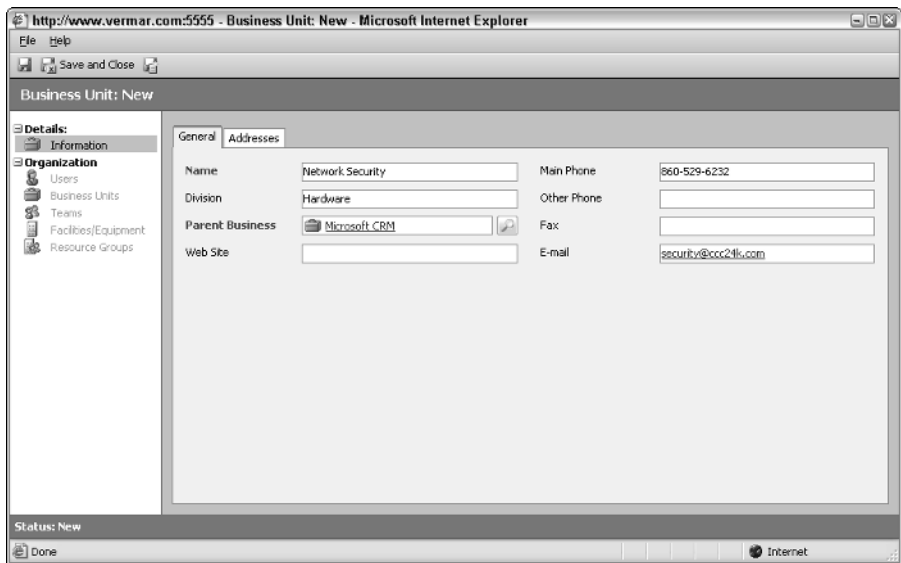 http://www.vermar.com:5555 - Business Unit: New - Microsoft Internet Explorer
File Help
Save and Close
Business Unit: New
Details:
Information
Organization
Users
Business Units
Teams
Facilities/Equipment
Resource Groups
General Addresses
Name Network Security Main Phone 860-529-6232
Division Hardware Other Phone
Parent Business Microsoft CRM Fax
Web Site E-mail security@ccc24k.com
Status: New
Done Internet